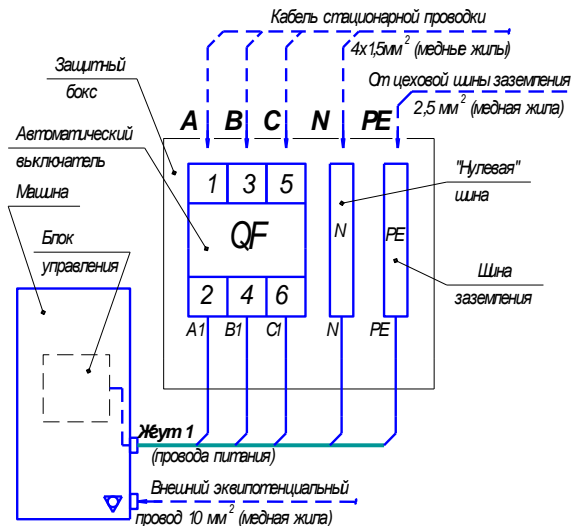 Кабель стационарной проводки
4x1,5мм² (медные жилы)
От цеховой шины заземления
2,5 мм² (медная жила)
Защитный
бокс
A B C N PE
Автоматический
выключатель
"Нулевая"
шина
1 3 5
Машина
QF
N
PE
Блок
управления
Шина
заземления
2 4 6
A1 B1 C1 N PE
Жгут 1
(провода питания)
Внешний эквипотенциальный
провод 10 мм² (медная жила)